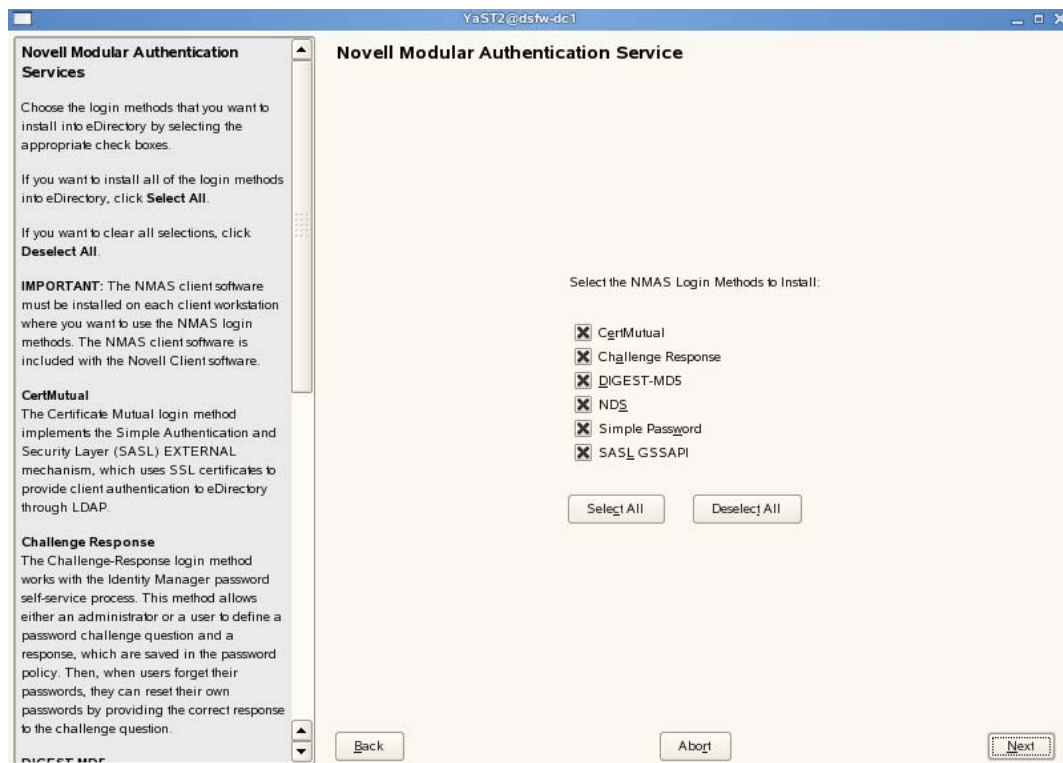 YaST2@dsfw-dc1
Novell Modular Authentication
Services
Choose the login methods that you want to
install into eDirectory by selecting the
appropriate check boxes.
If you want to install all of the login methods
into eDirectory, click Select All.
If you want to clear all selections, click
Deselect All.
IMPORTANT: The NMAS client software
must be installed on each client workstation
where you want to use the NMAS login
methods. The NMAS client software is
included with the Novell Client software.
CertMutual
The Certificate Mutual login method
implements the Simple Authentication and
Security Layer (SASL) EXTERNAL
mechanism, which uses SSL certificates to
provide client authentication to eDirectory
through LDAP.
Challenge Response
The Challenge-Response login method
works with the Identity Manager password
self-service process. This method allows
either an administrator or a user to define a
password challenge question and a
response, which are saved in the password
policy. Then, when users forget their
passwords, they can reset their own
passwords by providing the correct response
to the challenge question.
DIGEST-MD5
Novell Modular Authentication Service
Select the NMAS Login Methods to Install:
CertMutual
Challenge Response
DIGEST-MD5
NDS
Simple Password
SASL GSSAPI
Select All
Deselect All
Back
Abort
Next